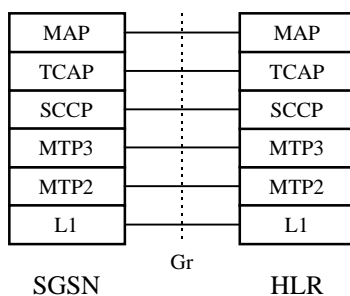 MAP MAP
TCAP TCAP
SCCP SCCP
MTP3 MTP3
MTP2 MTP2
L1 L1
Gr
SGSN HLR